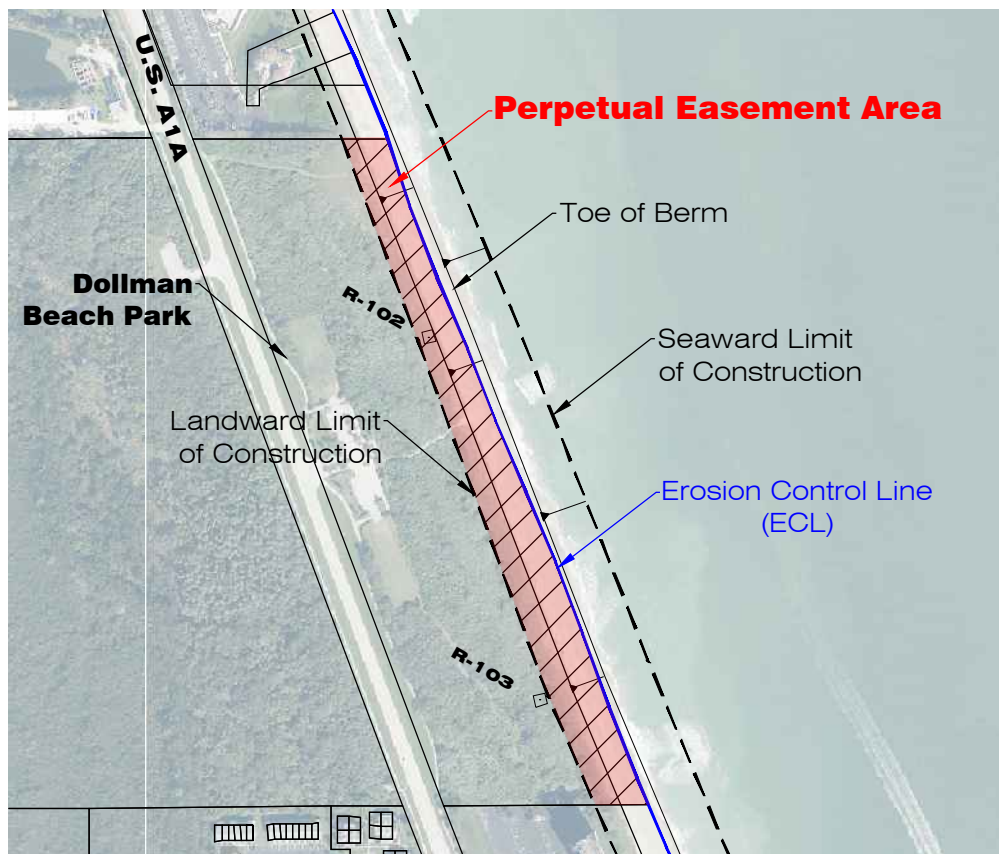 U.S. A1A
Perpetual Easement Area
Toe of Berm
Dollman
Beach Park
R-102
Seaward Limit
of Construction
Landward Limit
of Construction
Erosion Control Line
(ECL)
R-103